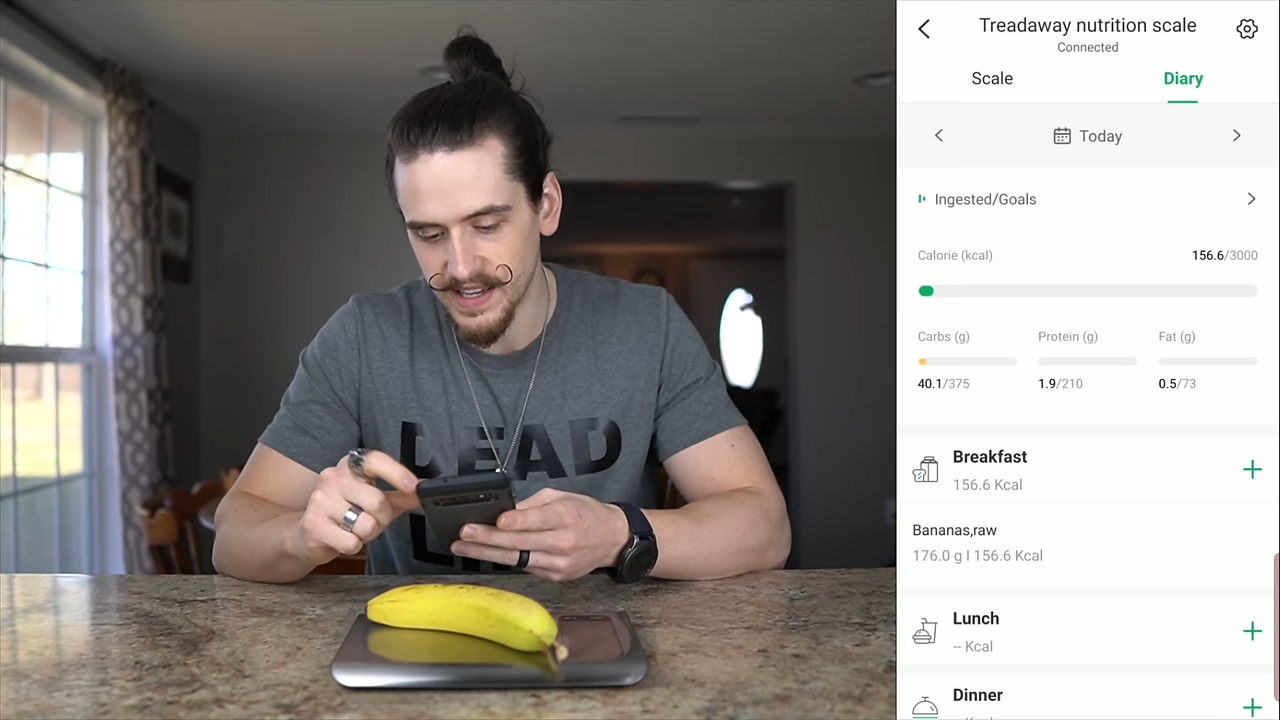 Treadaway nutrition scale
Connected
Scale
Diary
Today
Ingested/Goals
Calorie (kcal)
156.6/3000
Carbs (g)
Protein (g)
Fat (g)
40.1/375
1.9/210
0.5/73
Breakfast
156.6 Kcal
Bananas,raw
176.0 g I 156.6 Kcal
Lunch
-- Kcal
Dinner
DEAD